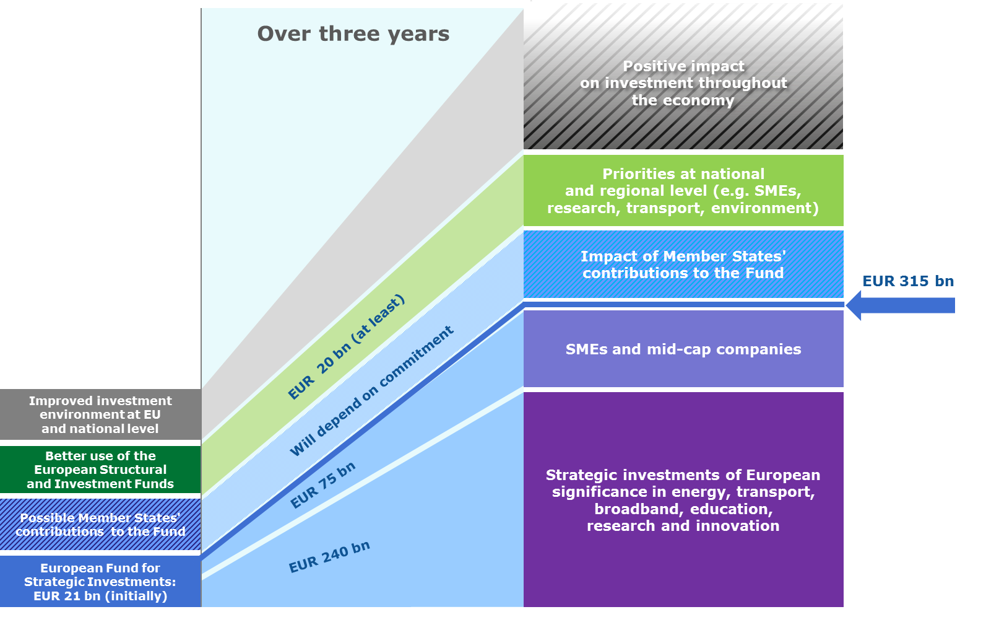 Over three years
Positive impact
on investment throughout
the economy
Priorities at national
and regional level (e.g. SMEs,
research, transport, environment)
Impact of Member States'
contributions to the Fund
EUR 315 bn
SMEs and mid-cap companies
Strategic investments of European
significance in energy, transport,
broadband, education,
research and innovation
EUR 20 bn (at least)
Will depend on commitment
EUR 75 bn
EUR 240 bn
Improved investment
environment at EU
and national level
Better use of the
European Structural
and Investment Funds
Possible Member States'
contributions to the Fund
European Fund for
Strategic Investments:
EUR 21 bn (initially)